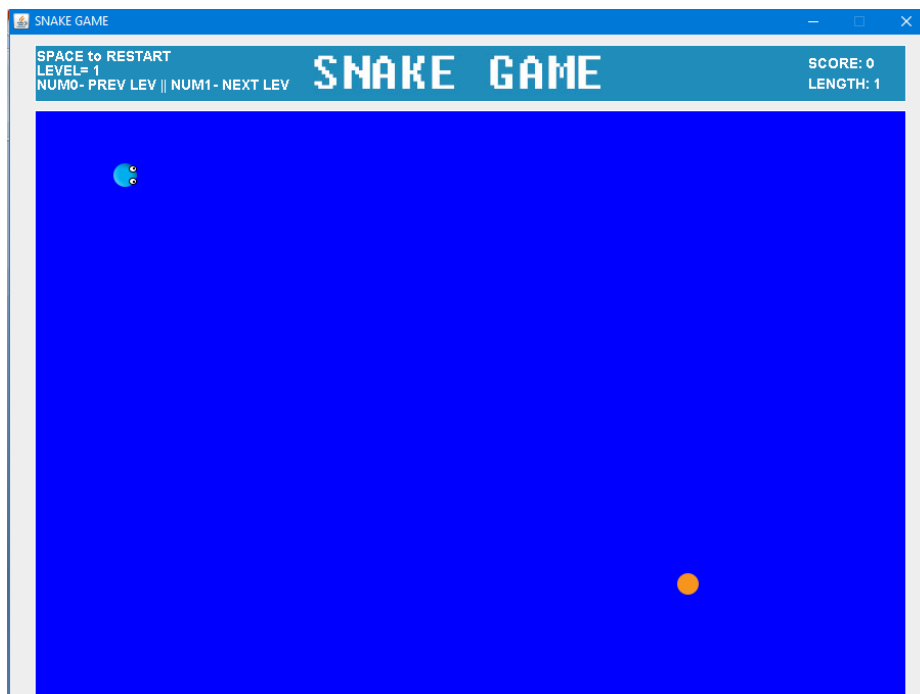 SNAKE GAME
SPACE to RESTART
LEVEL= 1
NUM0- PREV LEV || NUM1- NEXT LEV
SNAKE GAME
SCORE: 0
LENGTH: 1